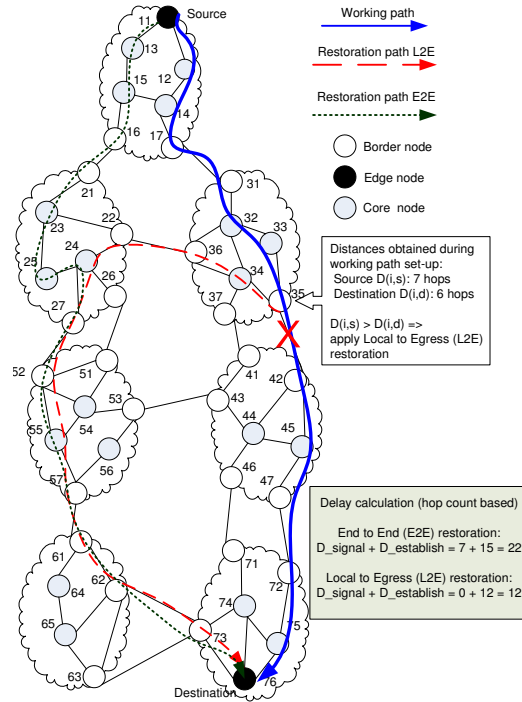 11
Source
Working path
13
Restoration path L2E
15
12
14
Restoration path E2E
16
17
Border node
21
31
Edge node
23
22
32
33
Core node
24
36
25
26
34
35
27
37
Distances obtained during
working path set-up:
Source D(i,s): 7 hops
Destination D(i,d): 6 hops
D(i,s) > D(i,d) =>
apply Local to Egress (L2E)
restoration
X
52
51
41
42
53
43
55
54
44
45
56
57
46
47
Delay calculation (hop count based)
End to End (E2E) restoration:
D_signal + D_establish = 7 + 15 = 22
Local to Egress (L2E) restoration:
D_signal + D_establish = 0 + 12 = 12
61
71
62
72
64
74
65
73
75
63
76
Destination